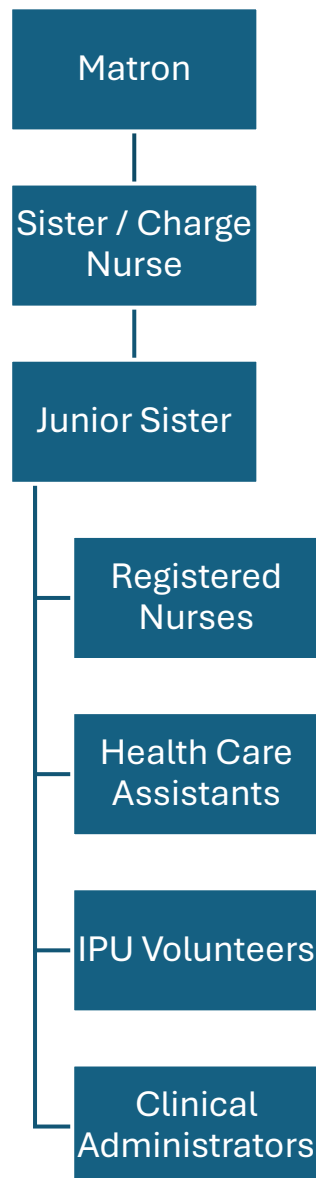 Matron
Sister / Charge
Nurse
Junior Sister
Registered
Nurses
Health Care
Assistants
IPU Volunteers
Clinical
Administrators